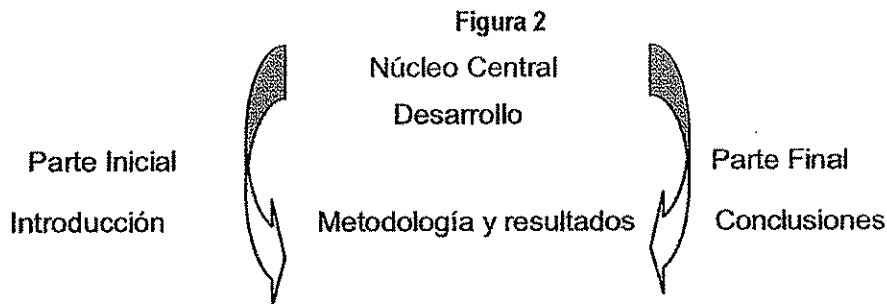 Figura 2
Núcleo Central
Desarrollo
Parte Inicial
Parte Final
Introducción
Metodología y resultados
Conclusiones